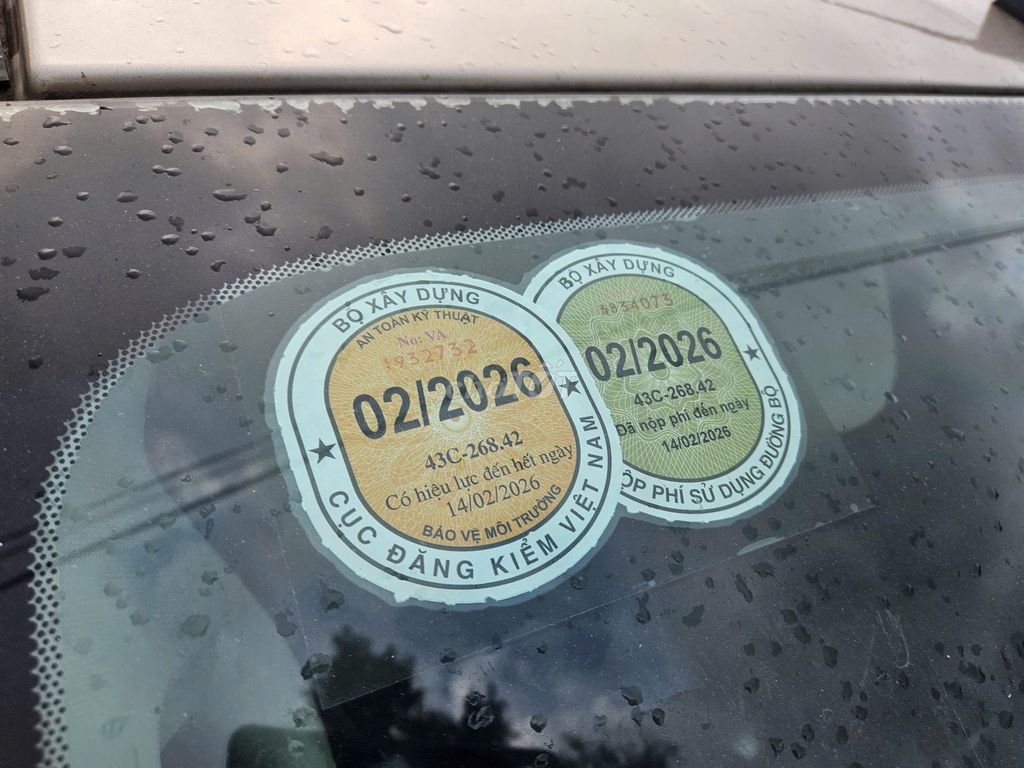 BỘ XÂY DỰNG
AN TOÀN KỸ THUẬT
No: VA
1932732
02/2026
43C-268.42
Có hiệu lực đến hết ngày
14/02/2026
BẢO VỆ MÔI TRƯỜNG
CỤC ĐĂNG KIỂM VIỆT NAM
BỘ XÂY DỰNG
8834073
02/2026
43C-268.42
Đã nộp phí đến ngày
14/02/2026
ỘP PHÍ SỬ DỤNG ĐƯỜNG BỘ